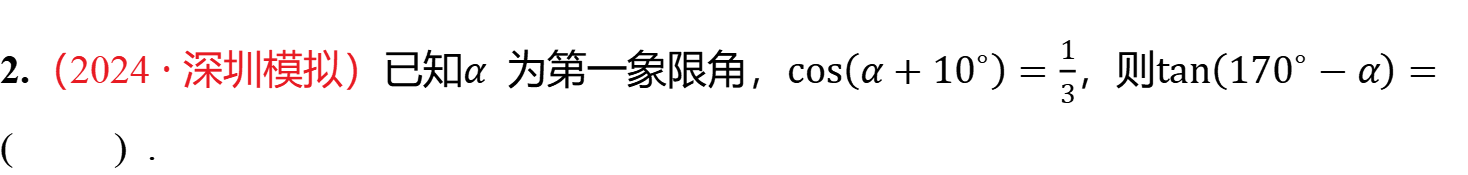 2.（2024 · 深圳模拟）已知α 为第一象限角，cos(α + 10°) = 1/3，则tan(170° − α) =
(  ) .